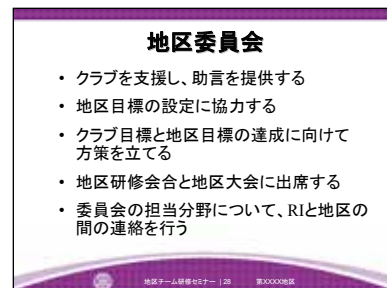 地区委員会
• クラブを支援し、助言を提供する
• 地区目標の設定に協力する
• クラブ目標と地区目標の達成に向けて
方策を立てる
• 地区研修会合と地区大会に出席する
• 委員会の担当分野について、RIと地区の
間の連絡を行う
地区チーム研修セミナー | 28 第XXXX地区